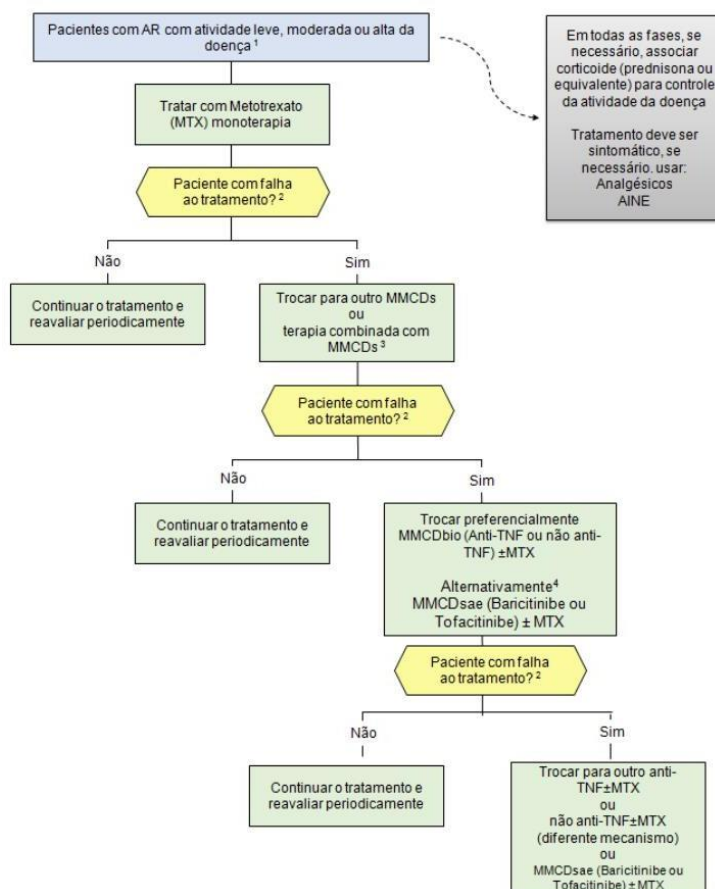 Pacientes com AR com atividade leve, moderada ou alta da
doença ¹
Em todas as fases, se
necessário, associar
corticoide (prednisona ou
equivalente) para controle
da atividade da doença
Tratamento deve ser
sintomático, se
necessário. usar:
Analgésicos
AINE
Tratar com Metotrexato
(MTX) monoterapia
Paciente com falha
ao tratamento? ²
Não
Sim
Continuar o tratamento e
reavaliar periodicamente
Trocar para outro MMCDs
ou
terapia combinada com
MMCDs ³
Paciente com falha
ao tratamento? ²
Não
Sim
Continuar o tratamento e
reavaliar periodicamente
Trocar preferencialmente
MMCDbio (Anti-TNF ou não anti-
TNF) ±MTX
Alternativamente⁴
MMCDsae (Baricitinibe ou
Tofacitinibe) ± MTX
Paciente com falha
ao tratamento? ²
Não
Sim
Continuar o tratamento e
reavaliar periodicamente
Trocar para outro anti-
TNF±MTX
ou
não anti-TNF±MTX
(diferente mecanismo)
ou
MMCDsae (Baricitinibe ou
Tofacitinibe) ± MTX